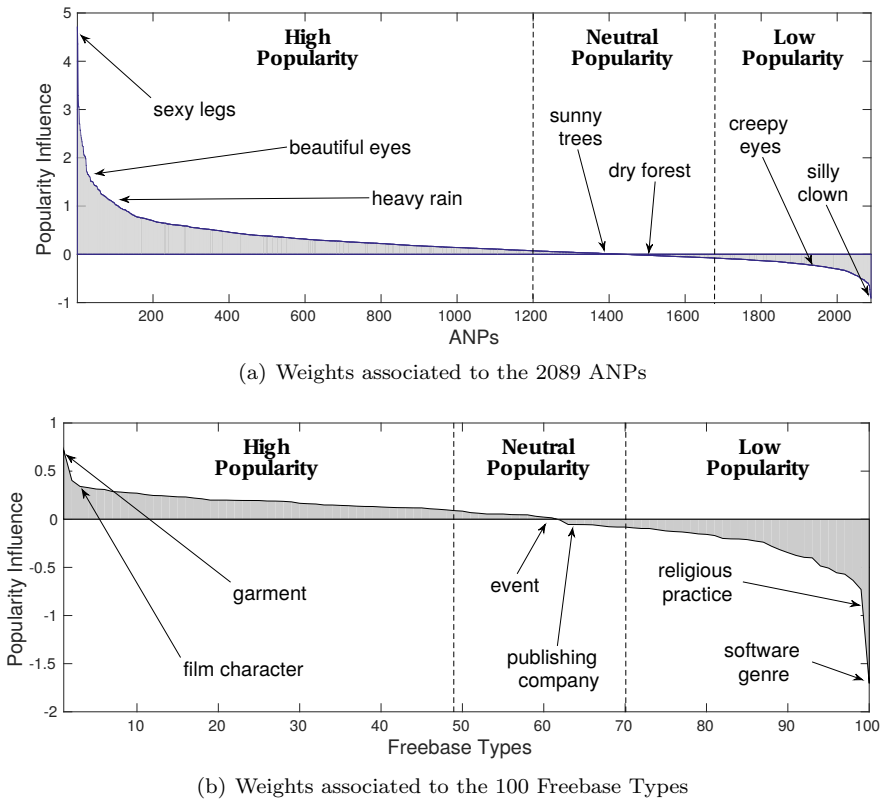 5
4
3
2
1
0
-1
Popularity Influence
High
Popularity
Neutral
Popularity
Low
Popularity
sexy legs
beautiful eyes
heavy rain
sunny
trees
dry forest
creepy
eyes
silly
clown
200 400 600 800 1000 1200 1400 1600 1800 2000
ANPs
(a) Weights associated to the 2089 ANPs
1
0.5
0
-0.5
-1
-1.5
-2
Popularity Influence
High
Popularity
Neutral
Popularity
Low
Popularity
garment
film character
event
publishing
company
religious
practice
software
genre
10 20 30 40 50 60 70 80 90 100
Freebase Types
(b) Weights associated to the 100 Freebase Types